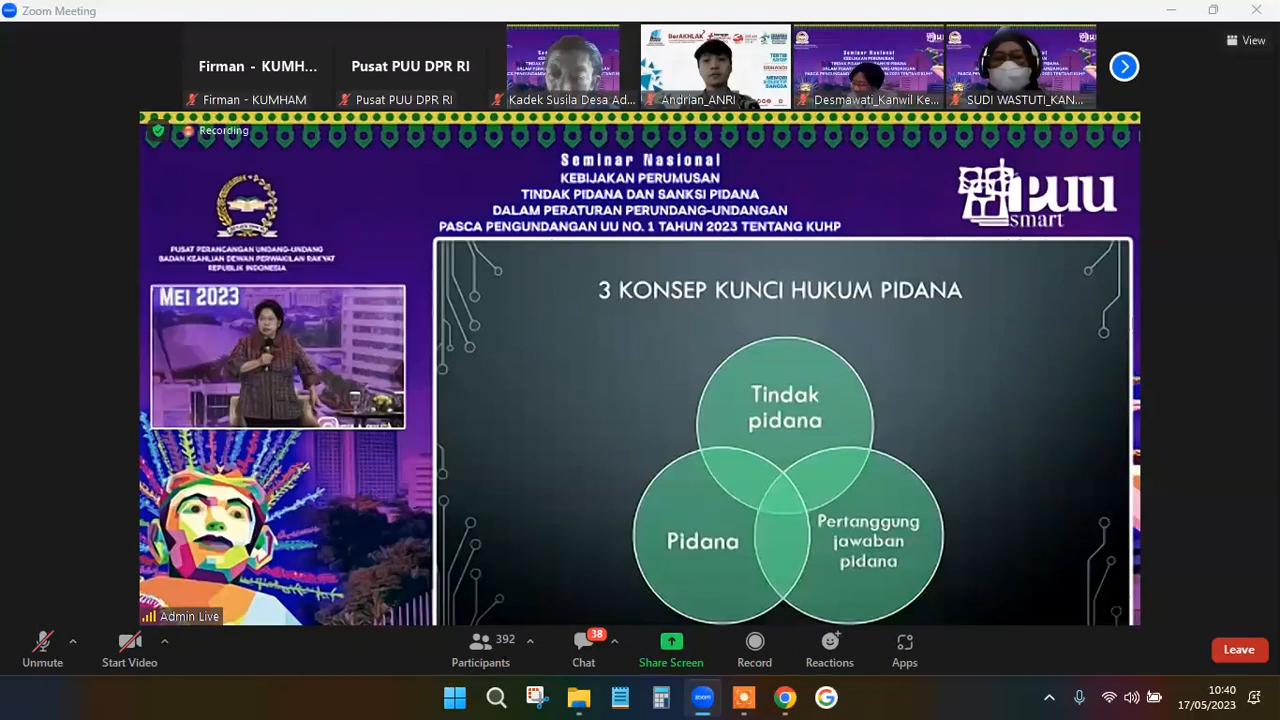 Zoom Meeting
View
Firman - KUMH...
Pusat PUU DPR RI
Firman - KUMHAM
Pusat PUU DPR RI
Kadek Susila Desa Ad...
Andrian_ANRI
Desmawati_Kanwil Ke...
SUDI WASTUTI_KAN...
BerAKHLAK
Recording
Seminar Nasional
KEBIJAKAN PERUMUSAN
TINDAK PIDANA DAN SANKSI PIDANA
DALAM PERATURAN PERUNDANG-UNDANGAN
PASCA PENGUNDANGAN UU NO. 1 TAHUN 2023 TENTANG KUHP
PUU
smart
PUSAT PERANCANGAN UNDANG-UNDANG
BADAN KEAHLIAN DEWAN PERWAKILAN RAKYAT
REPUBLIK INDONESIA
MEI 2023
3 KONSEP KUNCI HUKUM PIDANA
Tindak
pidana
Pidana
Pertanggung
jawaban
pidana
Admin Live
Unmute
Start Video
392
Participants
38
Chat
Share Screen
Record
Reactions
Apps
Leave
10:40
17/05/2023